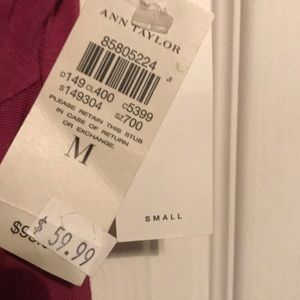 ANN TAYLOR
85805224
JI
D149 CL400 C5399
S149304 SZ700
PLEASE RETAIN THIS STUB
IN CASE OF RETURN
OR EXCHANGE.
M
SMALL
$ 59.99